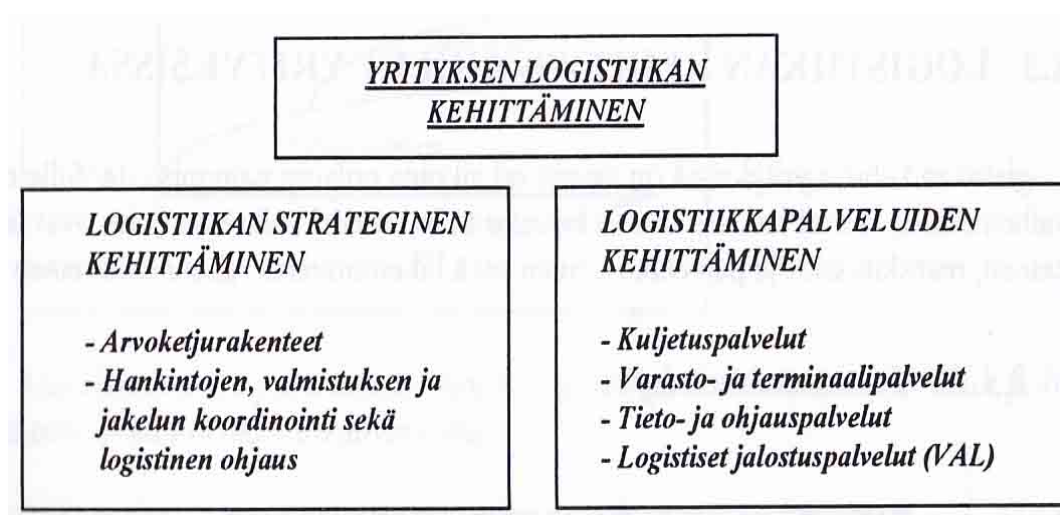 YRITYKSEN LOGISTIIKAN
KEHITTÄMINEN
LOGISTIIKAN STRATEGINEN
KEHITTÄMINEN
- Arvoketjurakenteet
- Hankintojen, valmistuksen ja
jakelun koordinointi sekä
logistinen ohjaus
LOGISTIIKKAPALVELUIDEN
KEHITTÄMINEN
- Kuljetuspalvelut
- Varasto- ja terminaalipalvelut
- Tieto- ja ohjauspalvelut
- Logistiset jalostuspalvelut (VAL)